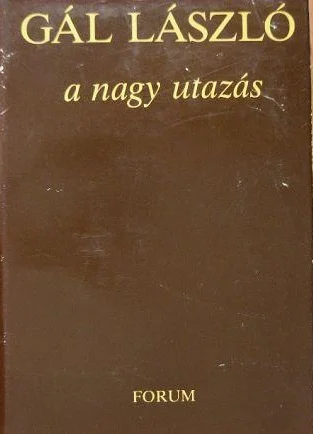 GÁL LÁSZLÓ
a nagy utazás
FORUM